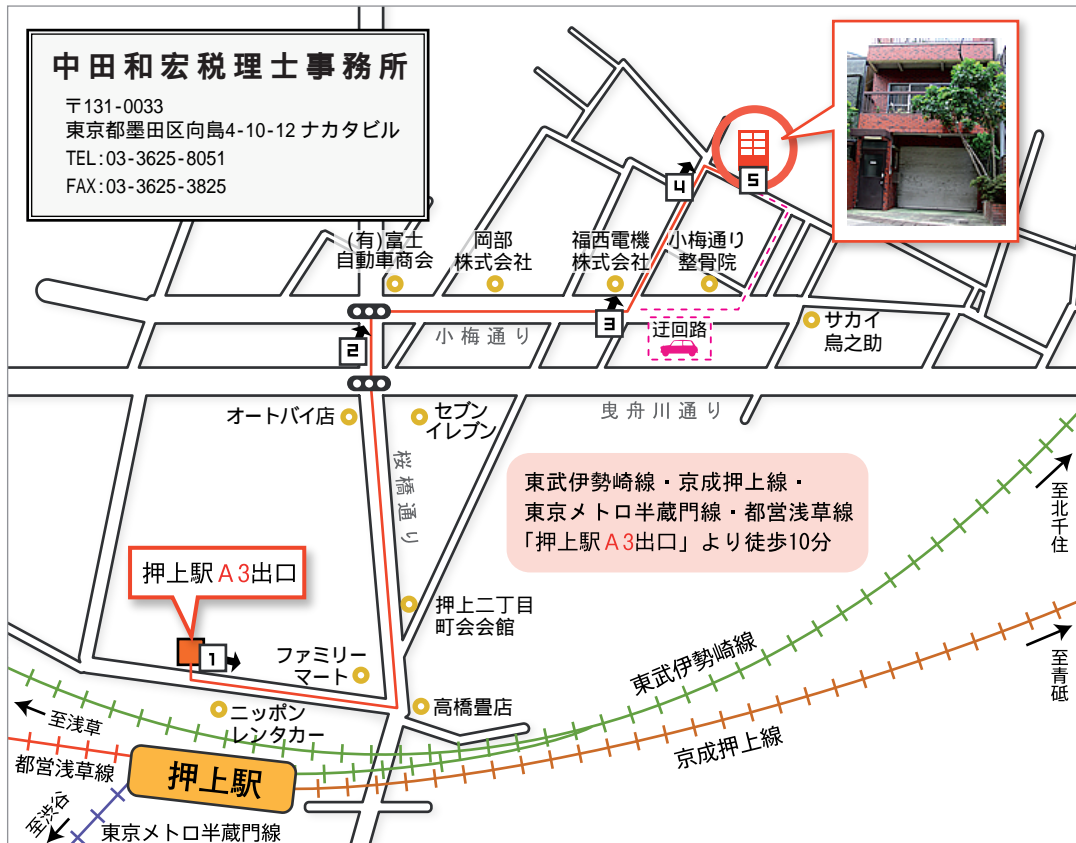 中田和宏税理士事務所
〒131-0033
東京都墨田区向島4-10-12 ナカタビル
TEL:03-3625-8051
FAX:03-3625-3825
(有)富士
自動車商会
岡部
株式会社
福西電機
株式会社
小梅通り
整骨院
4
5
2
3
小梅通り
迂回路
サカイ
鳥之助
オートバイ店
セブン
イレブン
曳舟川通り
桜橋通り
東武伊勢崎線・京成押上線・
東京メトロ半蔵門線・都営浅草線
「押上駅A3出口」より徒歩10分
至北千住
押上駅A3出口
1
押上二丁目
町会会館
ファミリー
マート
高橋畳店
ニッポン
レンタカー
東武伊勢崎線
至青砥
至浅草
都営浅草線
押上駅
京成押上線
至渋谷
東京メトロ半蔵門線